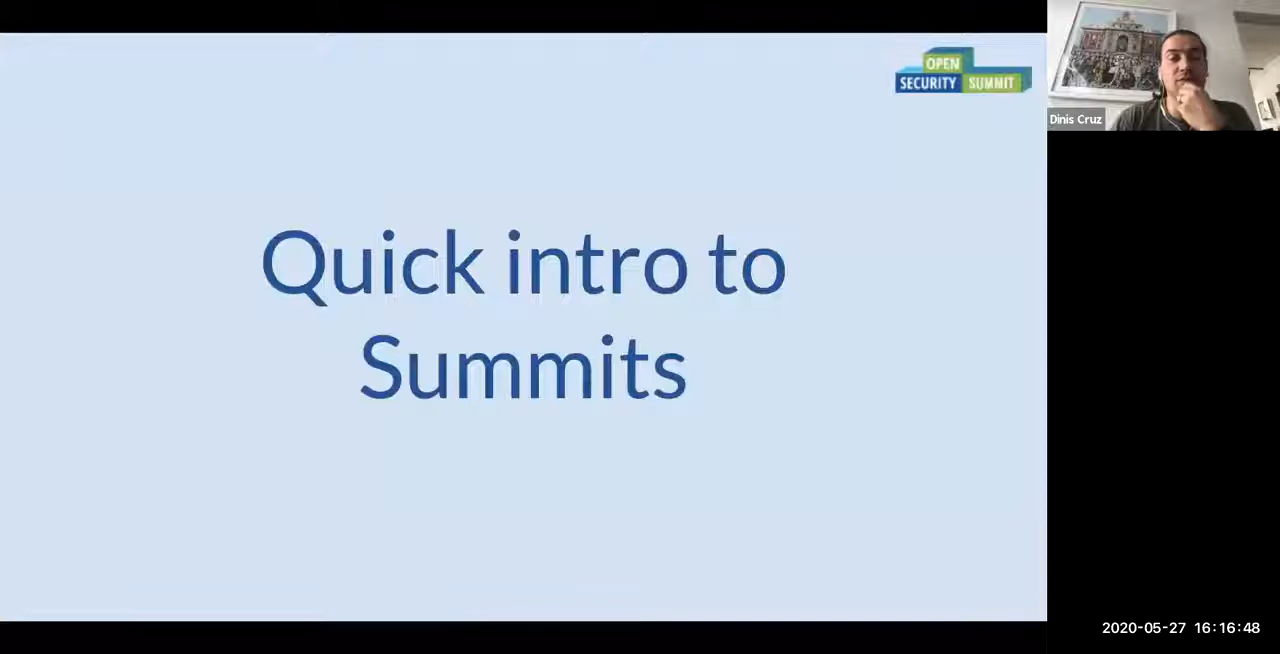 OPEN
SECURITY SUMMIT
Dinis Cruz
Quick intro to
Summits
2020-05-27 16:16:48